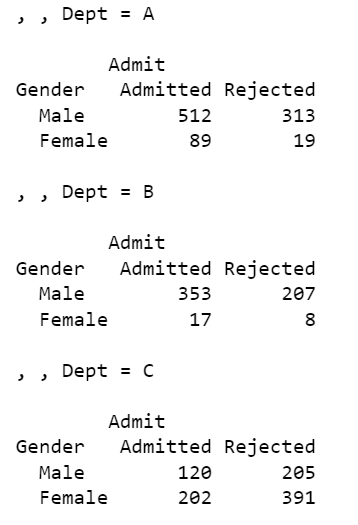 , , Dept = A
Admit
Gender Admitted Rejected
Male 512 313
Female 89 19
, , Dept = B
Admit
Gender Admitted Rejected
Male 353 207
Female 17 8
, , Dept = C
Admit
Gender Admitted Rejected
Male 120 205
Female 202 391